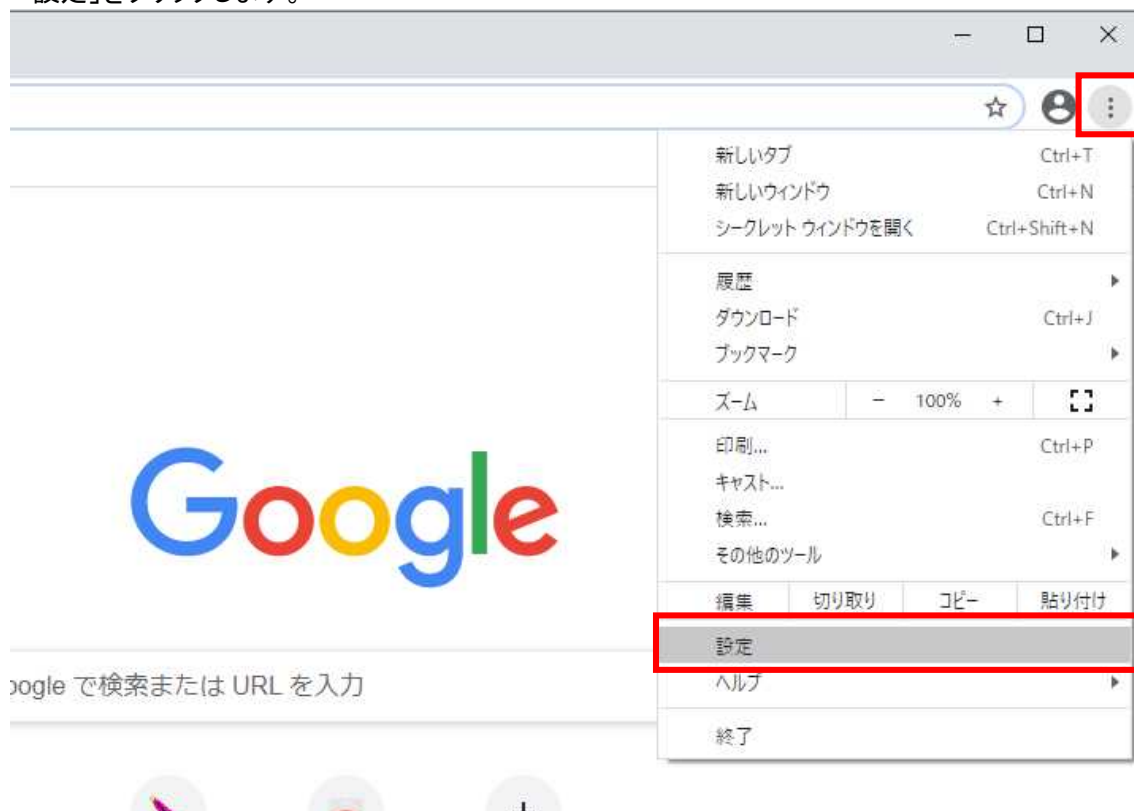 設定」をクリックします。
新しいタブ Ctrl+T
新しいウィンドウ Ctrl+N
シークレット ウィンドウを開く Ctrl+Shift+N
履歴
ダウンロード Ctrl+J
ブックマーク
ズーム － 100% +
印刷... Ctrl+P
キャスト...
検索... Ctrl+F
その他のツール
編集 切り取り コピー 貼り付け
設定
ヘルプ
終了
Google
oogle で検索または URL を入力